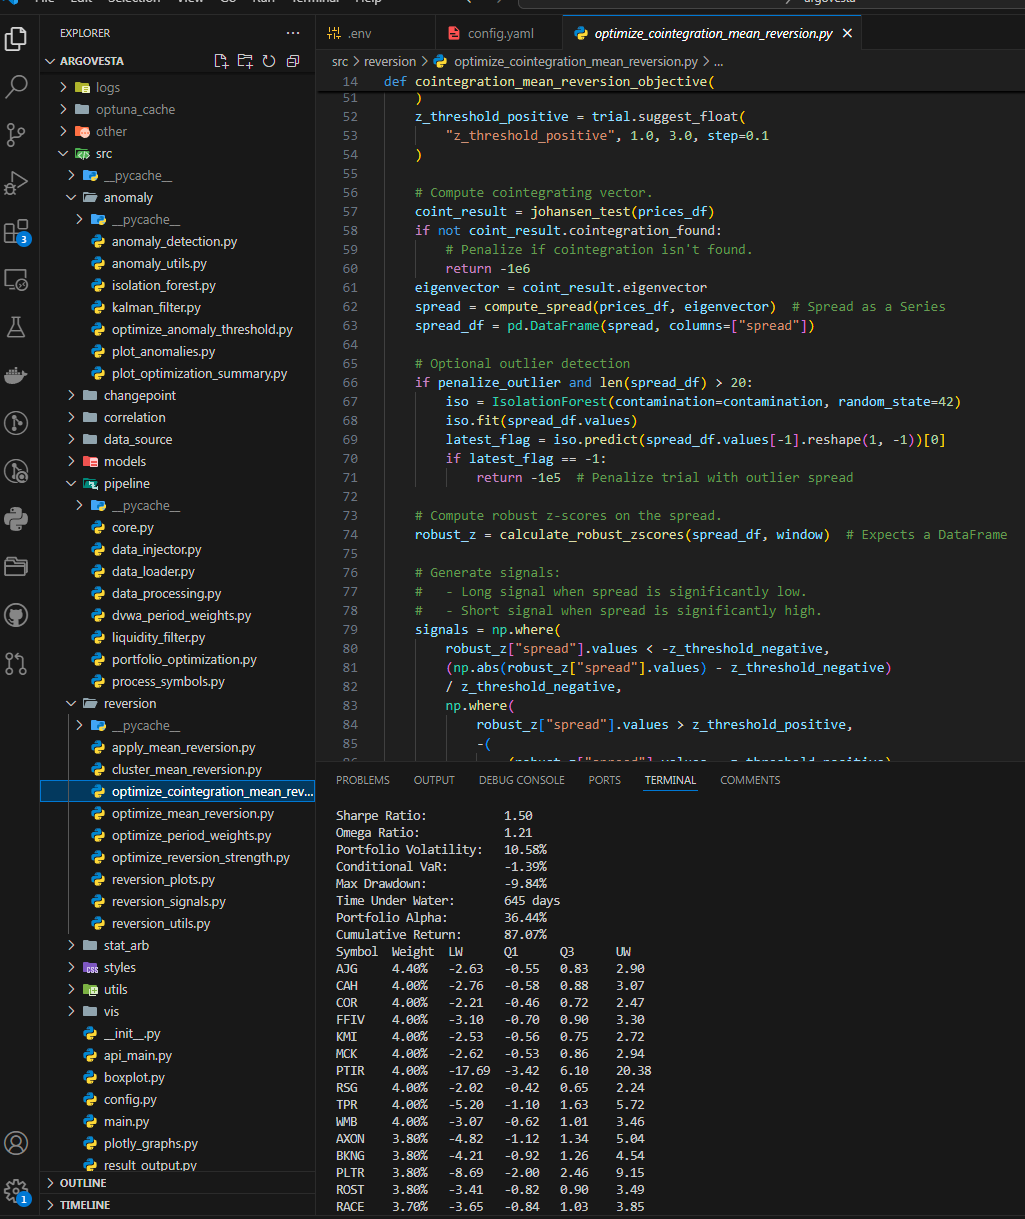 File Edit Selection View Go Run Terminal Help
argovesta
EXPLORER
ARGOVESTA
logs
optuna_cache
other
src
__pycache__
anomaly
__pycache__
anomaly_detection.py
anomaly_utils.py
isolation_forest.py
kalman_filter.py
optimize_anomaly_threshold.py
plot_anomalies.py
plot_optimization_summary.py
changepoint
correlation
data_source
models
pipeline
__pycache__
core.py
data_injector.py
data_loader.py
data_processing.py
dvwa_period_weights.py
liquidity_filter.py
portfolio_optimization.py
process_symbols.py
reversion
__pycache__
apply_mean_reversion.py
cluster_mean_reversion.py
optimize_cointegration_mean_rev...
optimize_mean_reversion.py
optimize_period_weights.py
optimize_reversion_strength.py
reversion_plots.py
reversion_signals.py
reversion_utils.py
stat_arb
styles
utils
vis
__init__.py
api_main.py
boxplot.py
config.py
main.py
plotly_graphs.py
result_output.py
OUTLINE
TIMELINE
3
1
.env
config.yaml
optimize_cointegration_mean_reversion.py
src > reversion > optimize_cointegration_mean_reversion.py > ...
14 def cointegration_mean_reversion_objective(
51 )
52 z_threshold_positive = trial.suggest_float(
53 "z_threshold_positive", 1.0, 3.0, step=0.1
54 )
55
56 # Compute cointegrating vector.
57 coint_result = johansen_test(prices_df)
58 if not coint_result.cointegration_found:
59 # Penalize if cointegration isn't found.
60 return -1e6
61 eigenvector = coint_result.eigenvector
62 spread = compute_spread(prices_df, eigenvector)  # Spread as a Series
63 spread_df = pd.DataFrame(spread, columns=["spread"])
64
65 # Optional outlier detection
66 if penalize_outlier and len(spread_df) > 20:
67 iso = IsolationForest(contamination=contamination, random_state=42)
68 iso.fit(spread_df.values)
69 latest_flag = iso.predict(spread_df.values[-1].reshape(1, -1))[0]
70 if latest_flag == -1:
71 return -1e5  # Penalize trial with outlier spread
72
73 # Compute robust z-scores on the spread.
74 robust_z = calculate_robust_zscores(spread_df, window)  # Expects a DataFrame
75
76 # Generate signals:
77 #   - Long signal when spread is significantly low.
78 #   - Short signal when spread is significantly high.
79 signals = np.where(
80 robust_z["spread"].values < -z_threshold_negative,
81 (np.abs(robust_z["spread"].values) - z_threshold_negative)
82 / z_threshold_negative,
83 np.where(
84 robust_z["spread"].values > z_threshold_positive,
85 -(
86 (robust_z["spread"].values - z_threshold_positive)
PROBLEMS OUTPUT DEBUG CONSOLE PORTS TERMINAL COMMENTS
Sharpe Ratio: 1.50
Omega Ratio: 1.21
Portfolio Volatility: 10.58%
Conditional VaR: -1.39%
Max Drawdown: -9.84%
Time Under Water: 645 days
Portfolio Alpha: 36.44%
Cumulative Return: 87.07%
Symbol Weight LW Q1 Q3 UW
AJG 4.40% -2.63 -0.55 0.83 2.90
CAH 4.00% -2.76 -0.58 0.88 3.07
COR 4.00% -2.21 -0.46 0.72 2.47
FFIV 4.00% -3.10 -0.70 0.90 3.30
KMI 4.00% -2.53 -0.56 0.75 2.72
MCK 4.00% -2.62 -0.53 0.86 2.94
PTIR 4.00% -17.69 -3.42 6.10 20.38
RSG 4.00% -2.02 -0.42 0.65 2.24
TPR 4.00% -5.20 -1.10 1.63 5.72
WMB 4.00% -3.07 -0.62 1.01 3.46
AXON 3.80% -4.82 -1.12 1.34 5.04
BKNG 3.80% -4.21 -0.92 1.26 4.54
PLTR 3.80% -8.69 -2.00 2.46 9.15
ROST 3.80% -3.41 -0.82 0.90 3.49
RACE 3.70% -3.65 -0.84 1.03 3.85